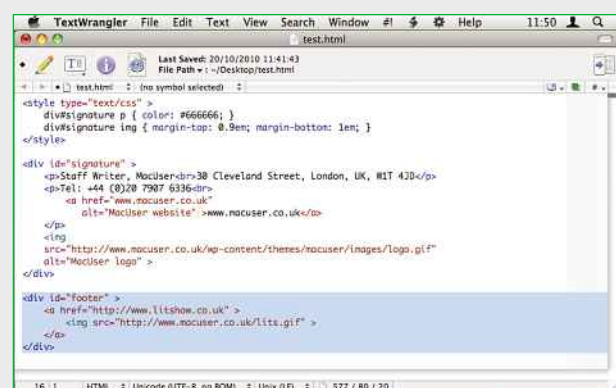 TextWrangler File Edit Text View Search Window #! Help 11:50
test.html
Last Saved: 20/10/2010 11:41:43
File Path ▾ : ~/Desktop/test.html
test.html (no symbol selected)
<style type="text/css" >
div#signature p { color: #666666; }
div#signature img { margin-top: 0.9em; margin-bottom: 1em; }
</style>
<div id="signature" >
<p>Staff Writer, MacUser<br>30 Cleveland Street, London, UK, W1T 4JD</p>
<p>Tel: +44 (0)20 7907 6336<br>
<a href="www.macuser.co.uk"
alt="MacUser website" >www.macuser.co.uk</a>
</p>
<img
src="http://www.macuser.co.uk/wp-content/themes/macuser/images/logo.gif"
alt="MacUser logo" >
</div>
<div id="footer" >
<a href="http://www.litshow.co.uk" >
<img src="http://www.macuser.co.uk/lits.gif" >
</a>
</div>
16 1 HTML Unicode (UTF-8, no BOM) Unix (LF) 577 / 80 / 20